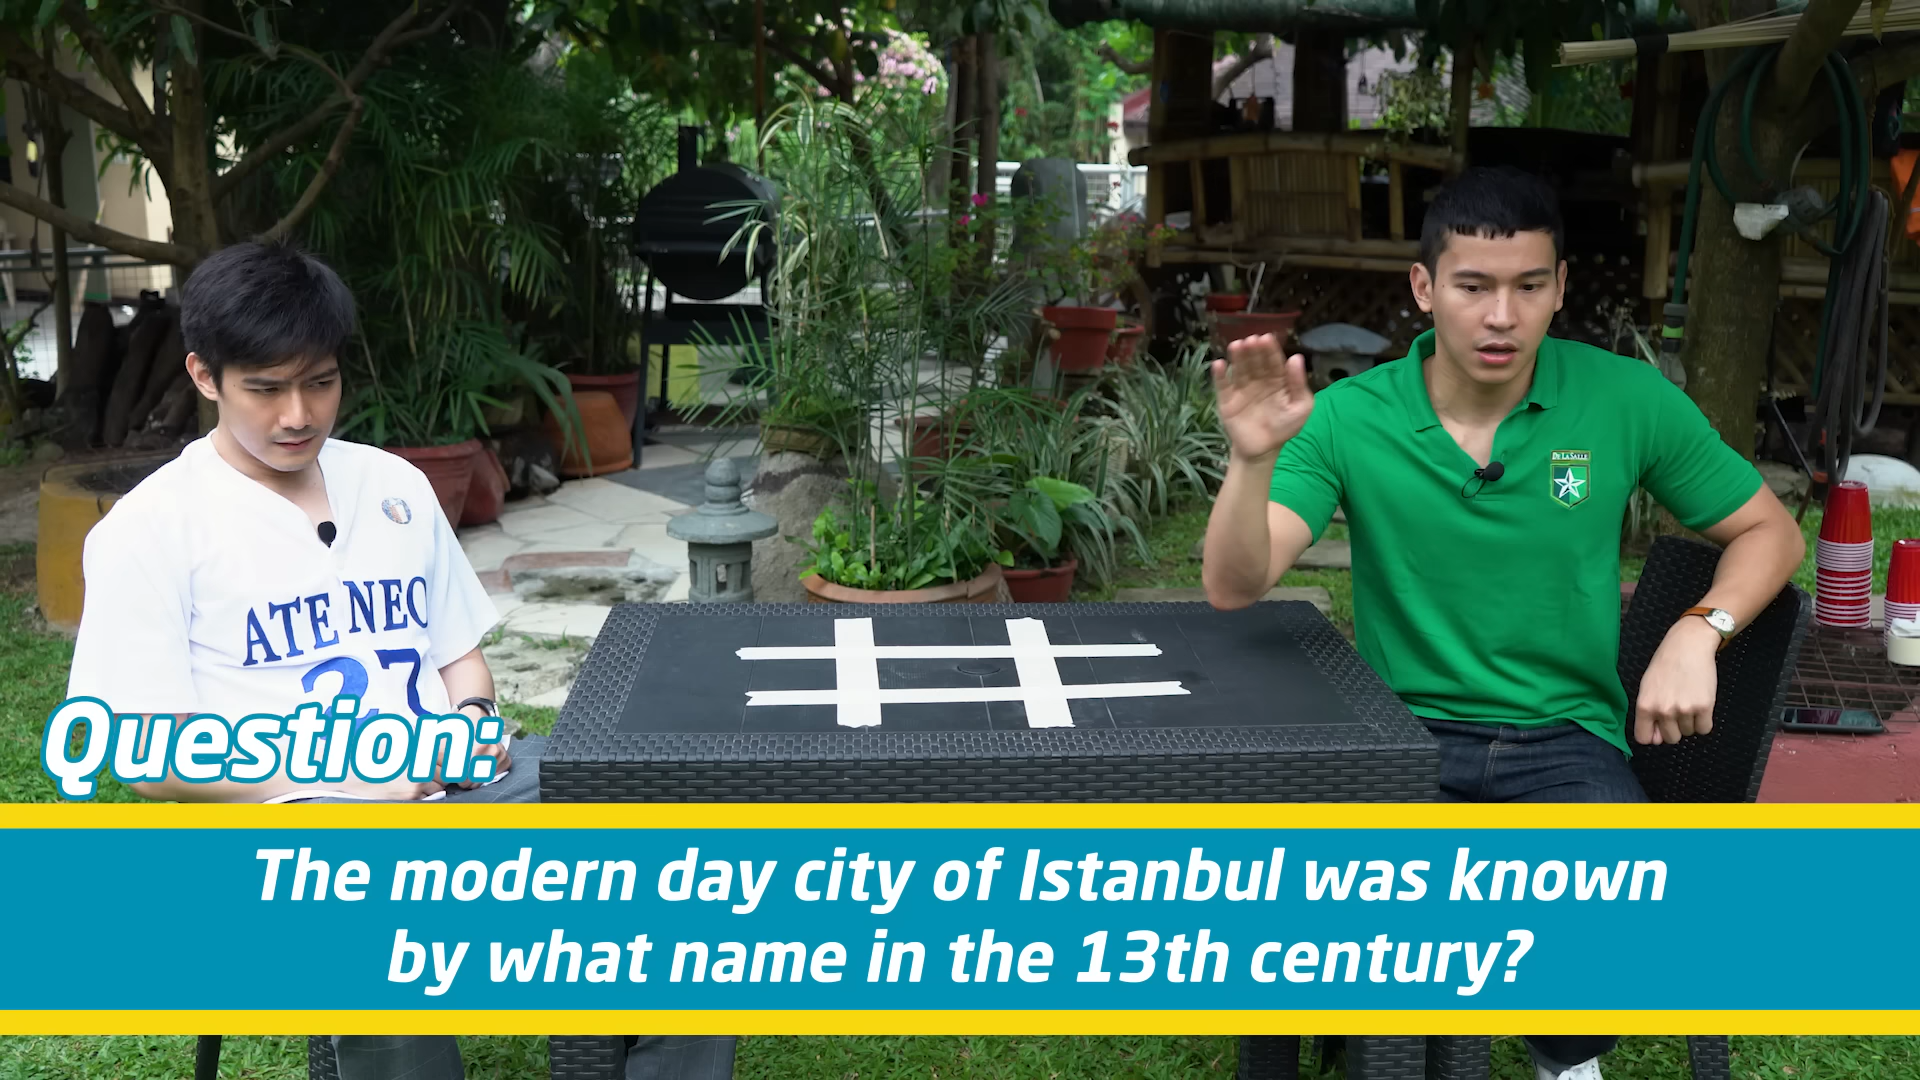 De La Salle
ATENEO
27
Question:
The modern day city of Istanbul was known
by what name in the 13th century?